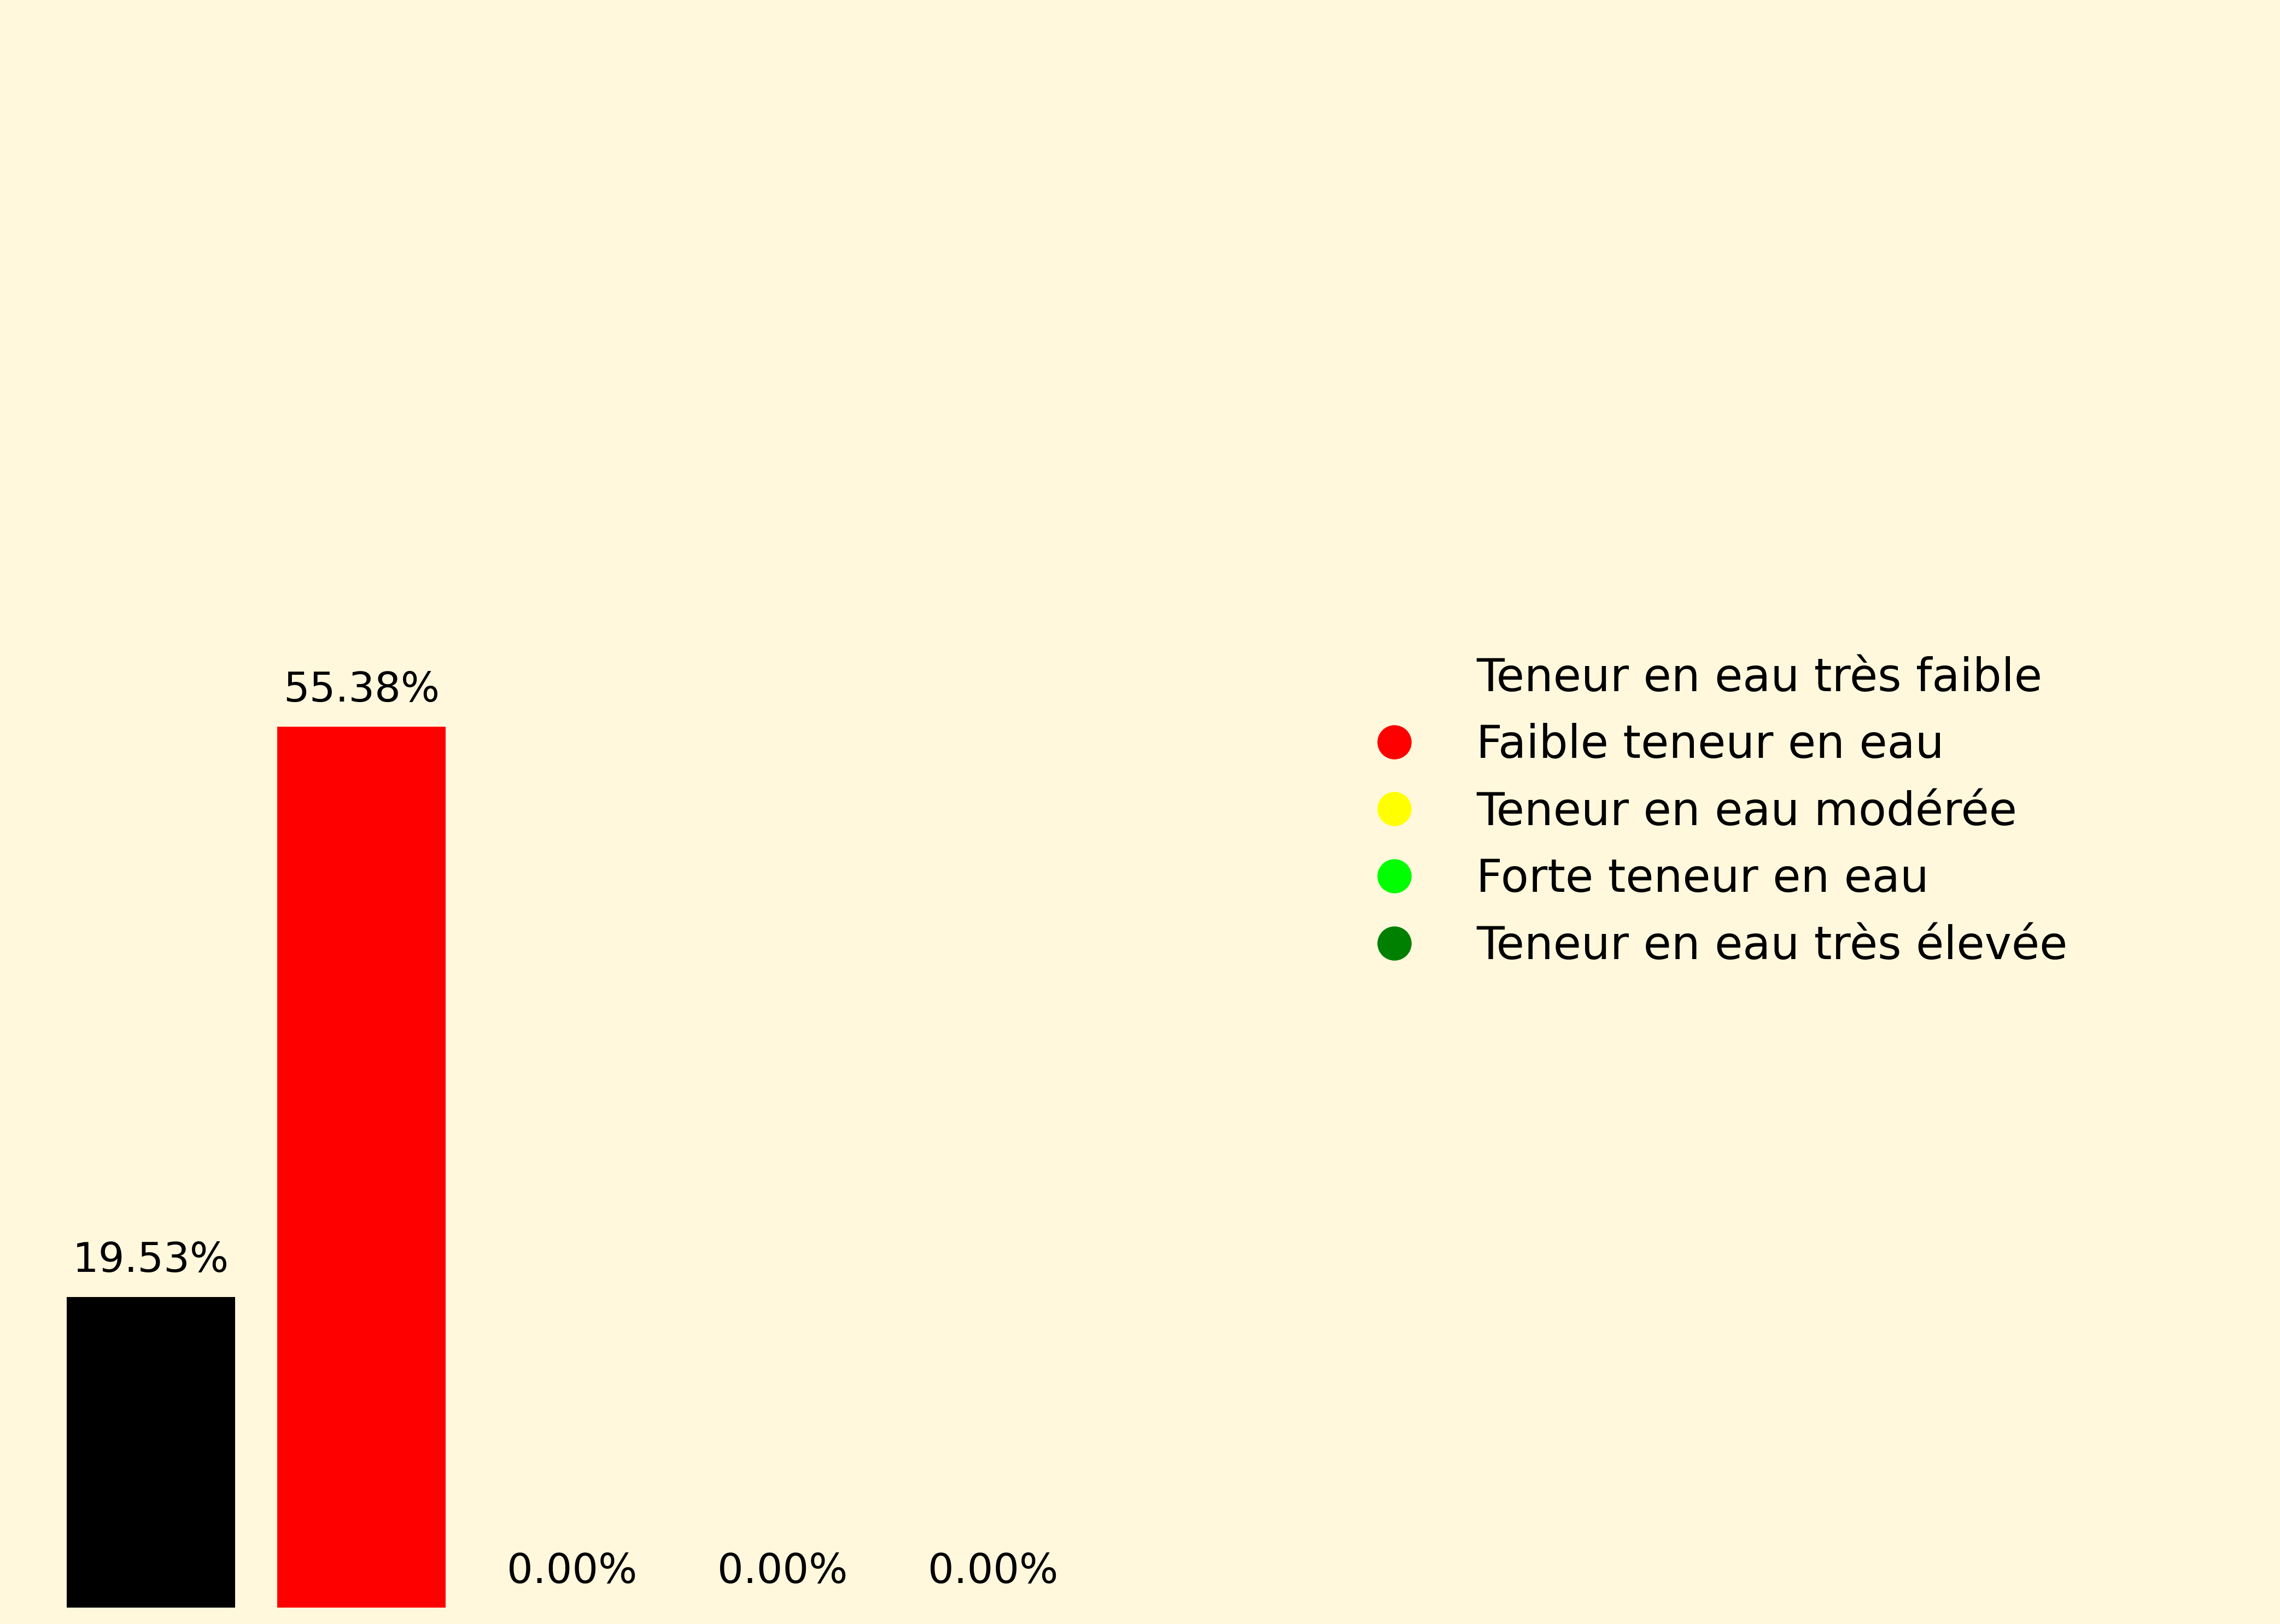 55.38%
19.53%
0.00% 0.00% 0.00%
Teneur en eau très faible
Faible teneur en eau
Teneur en eau modérée
Forte teneur en eau
Teneur en eau très élevée